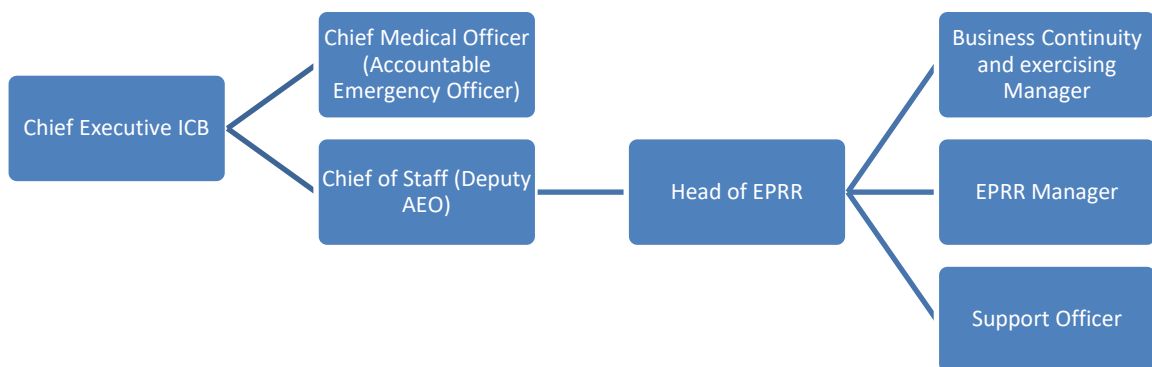 Chief Executive ICB
Chief Medical Officer
(Accountable
Emergency Officer)
Chief of Staff (Deputy
AEO)
Head of EPRR
Business Continuity
and exercising
Manager
EPRR Manager
Support Officer